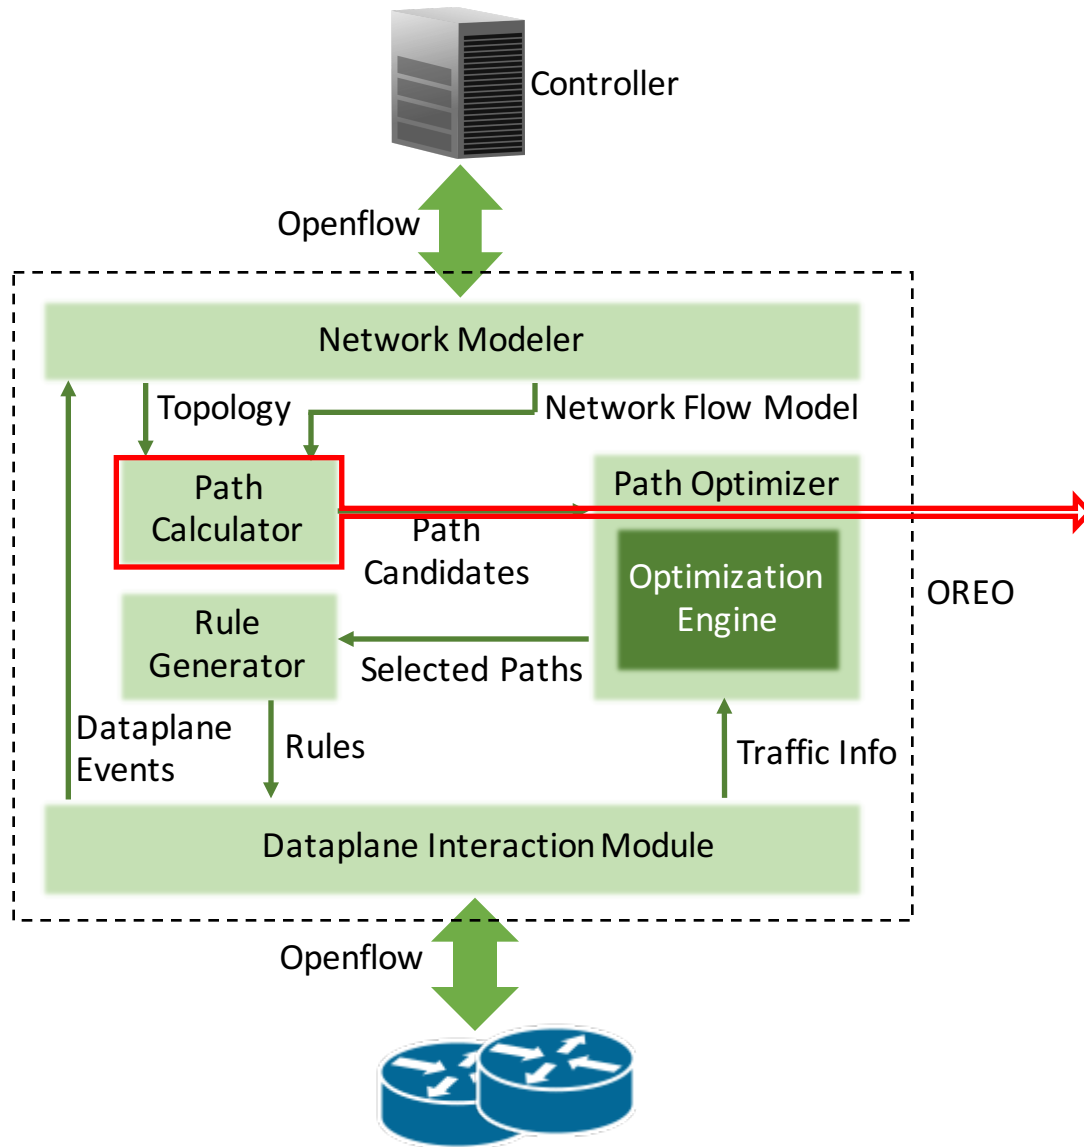 Controller
Openflow
Network Modeler
Topology
Network Flow Model
Path
Calculator
Path Optimizer
Path
Candidates
Optimization
Engine
OREO
Rule
Generator
Selected Paths
Dataplane
Events
Rules
Traffic Info
Dataplane Interaction Module
Openflow